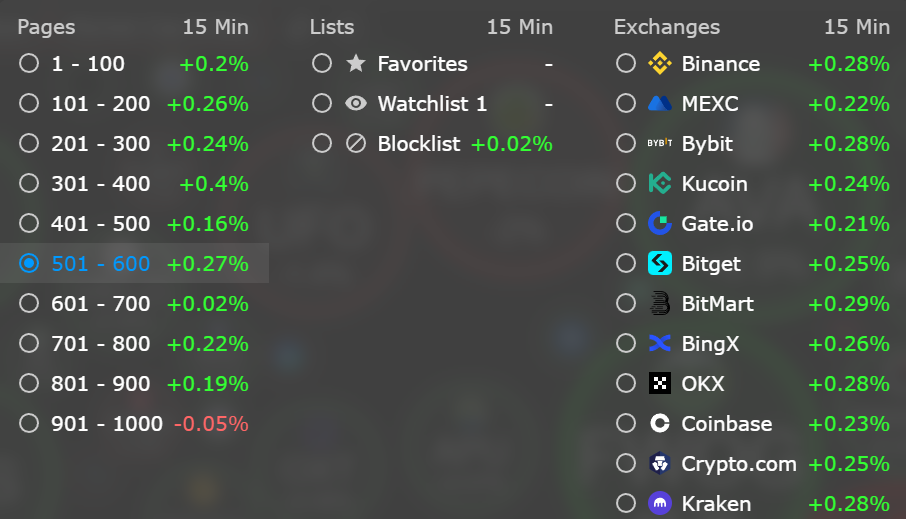 Pages 15 Min
1 - 100 +0.2%
101 - 200 +0.26%
201 - 300 +0.24%
301 - 400 +0.4%
401 - 500 +0.16%
501 - 600 +0.27%
601 - 700 +0.02%
701 - 800 +0.22%
801 - 900 +0.19%
901 - 1000 -0.05%
Lists 15 Min
Favorites -
Watchlist 1 -
Blocklist +0.02%
Exchanges 15 Min
Binance +0.28%
MEXC +0.22%
BYBIT Bybit +0.28%
Kucoin +0.24%
Gate.io +0.21%
Bitget +0.25%
BitMart +0.29%
BingX +0.26%
OKX +0.28%
Coinbase +0.23%
Crypto.com +0.25%
Kraken +0.28%